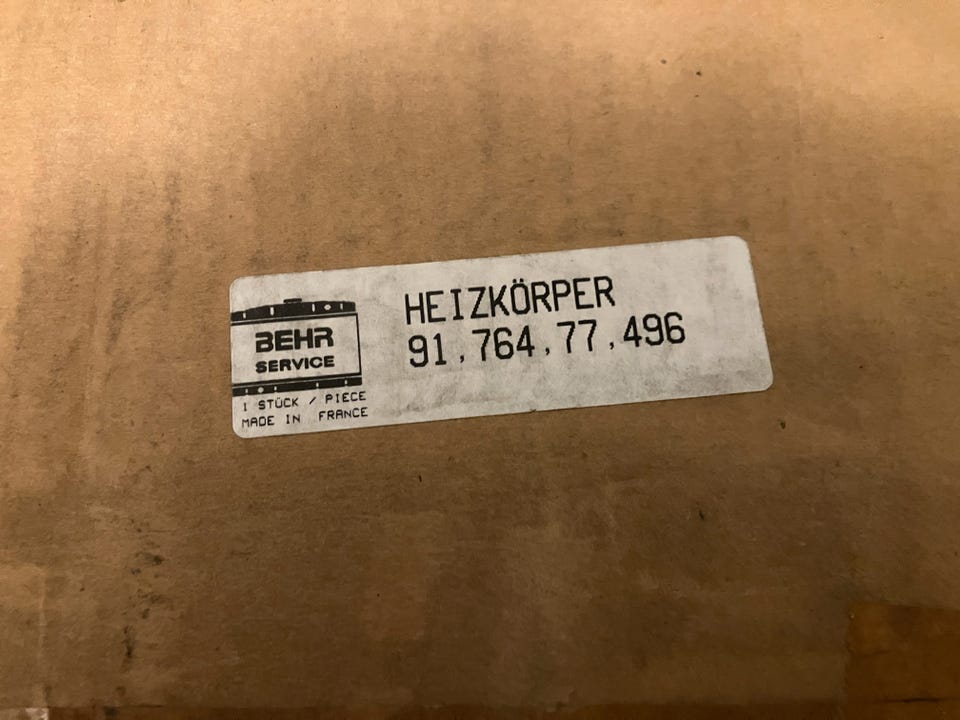 BEHR
SERVICE
1 STÜCK / PIECE
MADE IN FRANCE
HEIZKÖRPER
91,764,77,496